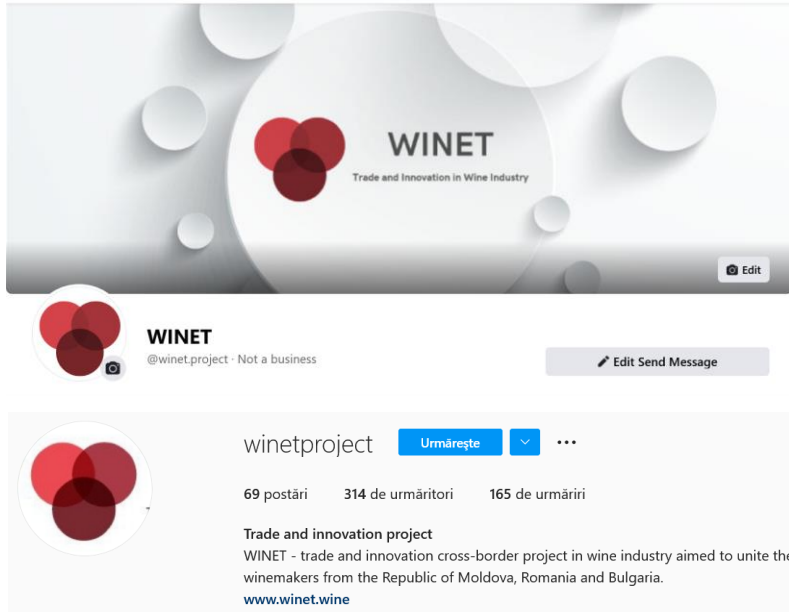 WINET
Trade and Innovation in Wine Industry
Edit
WINET
@winet.project · Not a business
Edit Send Message
winetproject Urmărește •••
69 postări 314 de urmăritori 165 de urmăriri
Trade and innovation project
WINET - trade and innovation cross-border project in wine industry aimed to unite the
winemakers from the Republic of Moldova, Romania and Bulgaria.
www.winet.wine